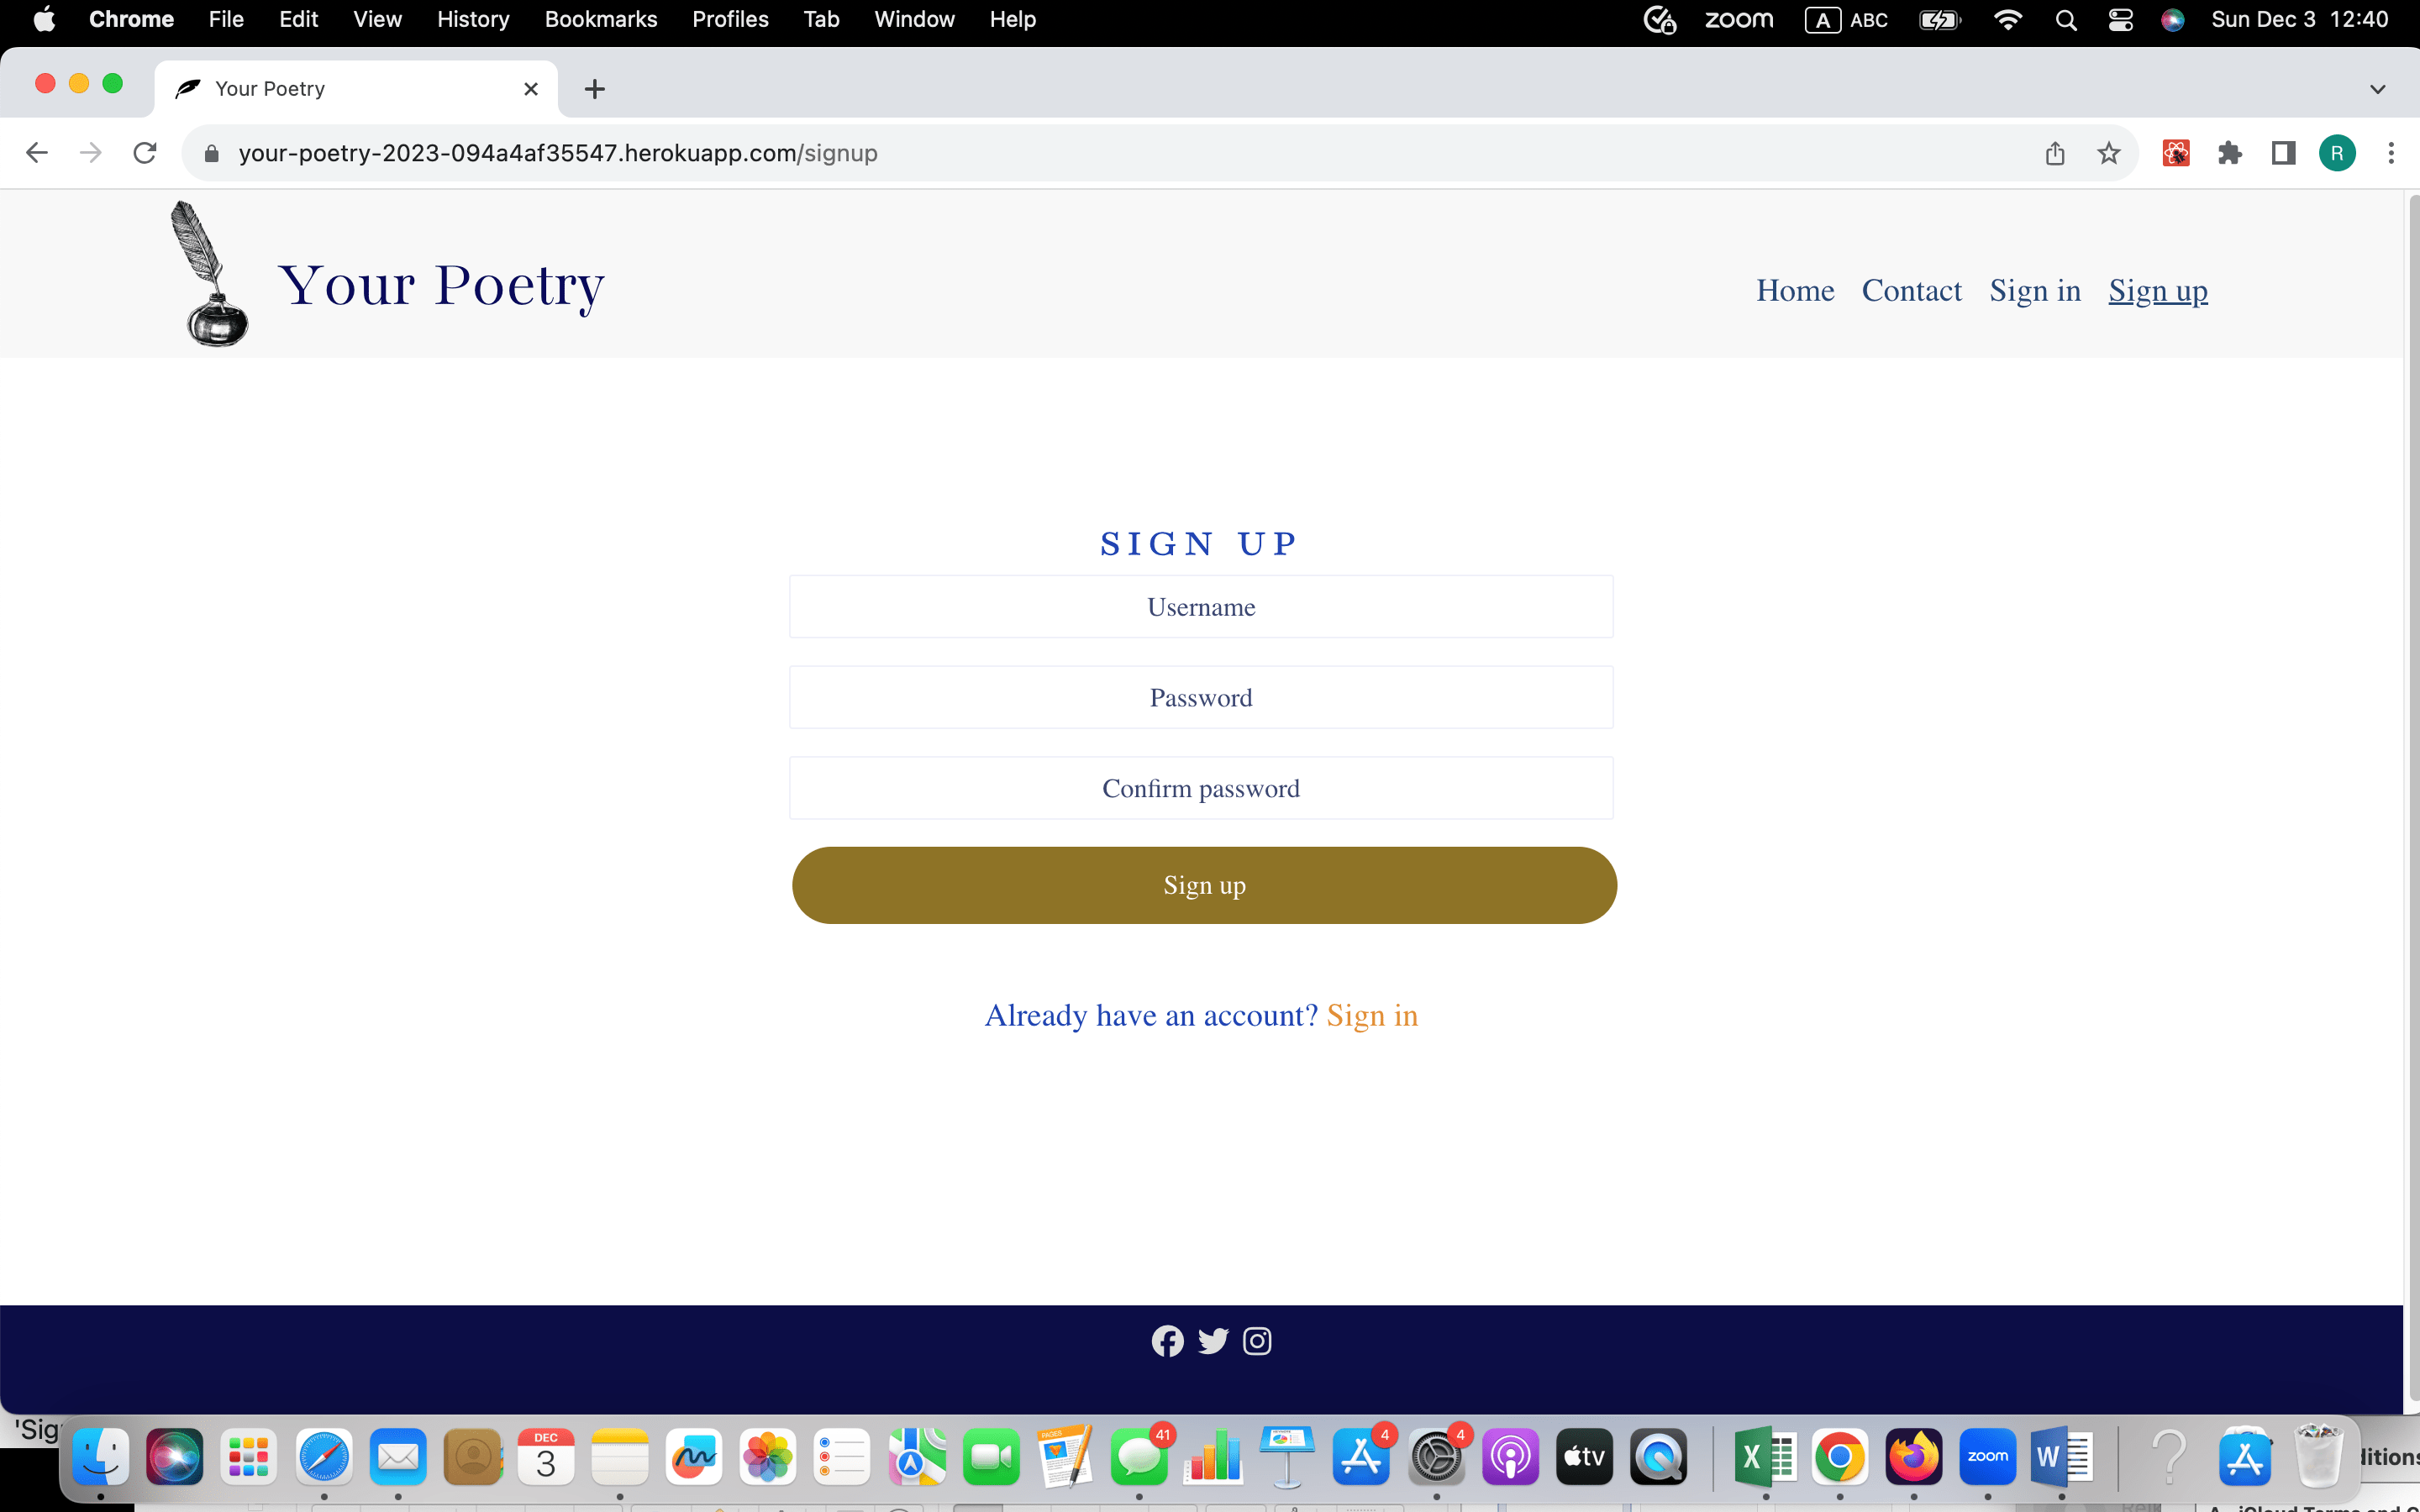 Chrome File Edit View History Bookmarks Profiles Tab Window Help zoom A ABC Sun Dec 3 12:40
Your Poetry
your-poetry-2023-094a4af35547.herokuapp.com/signup R
Your Poetry
Home Contact Sign in Sign up
SIGN UP
Username
Password
Confirm password
Sign up
Already have an account? Sign in
'Sig
DEC
3
PAGES
41
4
4
tv
X
zoom
W
ditions